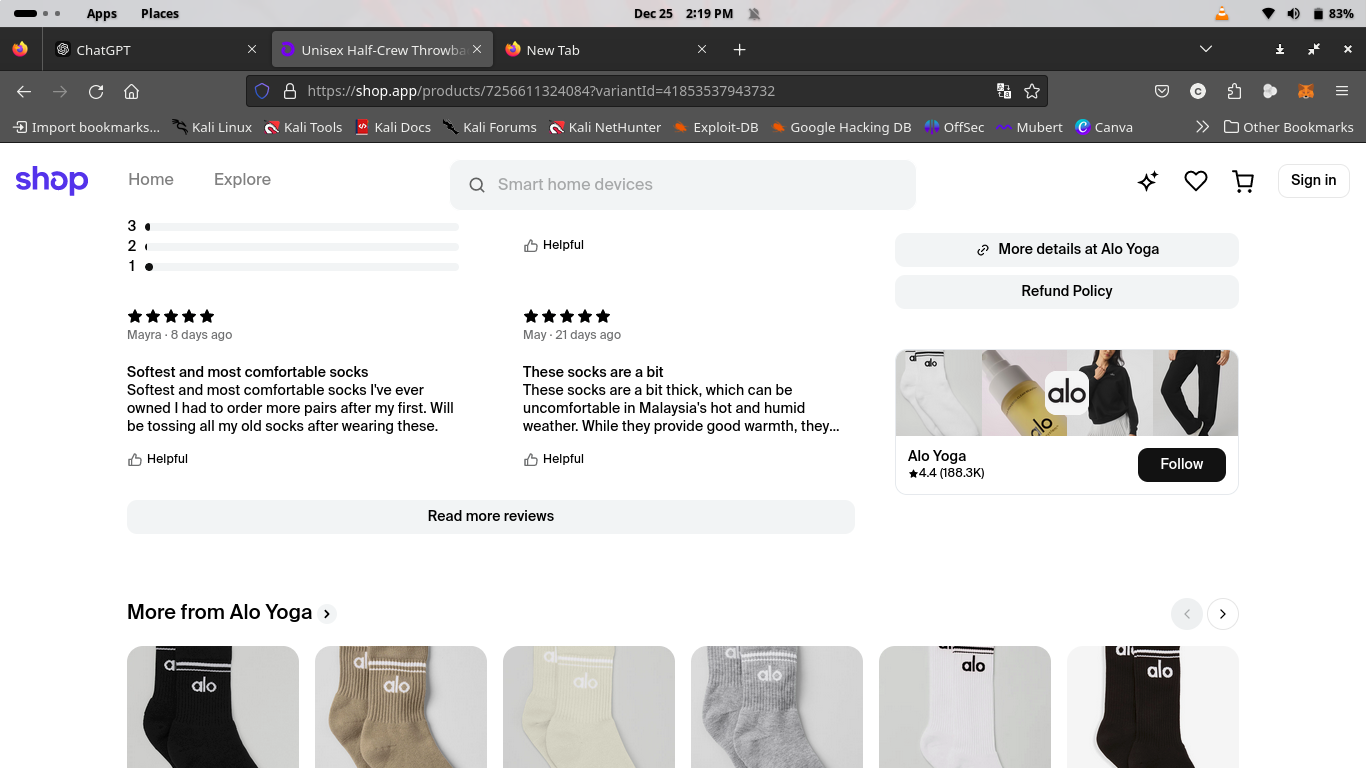 Apps Places Dec 25 2:19 PM 83%
ChatGPT Unisex Half-Crew Throwba New Tab
https://shop.app/products/7256611324084?variantId=41853537943732
Import bookmarks... Kali Linux Kali Tools Kali Docs Kali Forums Kali NetHunter Exploit-DB Google Hacking DB OffSec Mubert Canva Other Bookmarks
shop Home Explore Smart home devices Sign in
3
2
1
Helpful
More details at Alo Yoga
Refund Policy
Mayra · 8 days ago
Softest and most comfortable socks
Softest and most comfortable socks I've ever
owned I had to order more pairs after my first. Will
be tossing all my old socks after wearing these.
Helpful
May · 21 days ago
These socks are a bit
These socks are a bit thick, which can be
uncomfortable in Malaysia's hot and humid
weather. While they provide good warmth, they...
Helpful
Read more reviews
al alo
alo
alo
Alo Yoga
4.4 (188.3K)
Follow
More from Alo Yoga
a alo
al alo
al alo
a alo
alo
alo alo